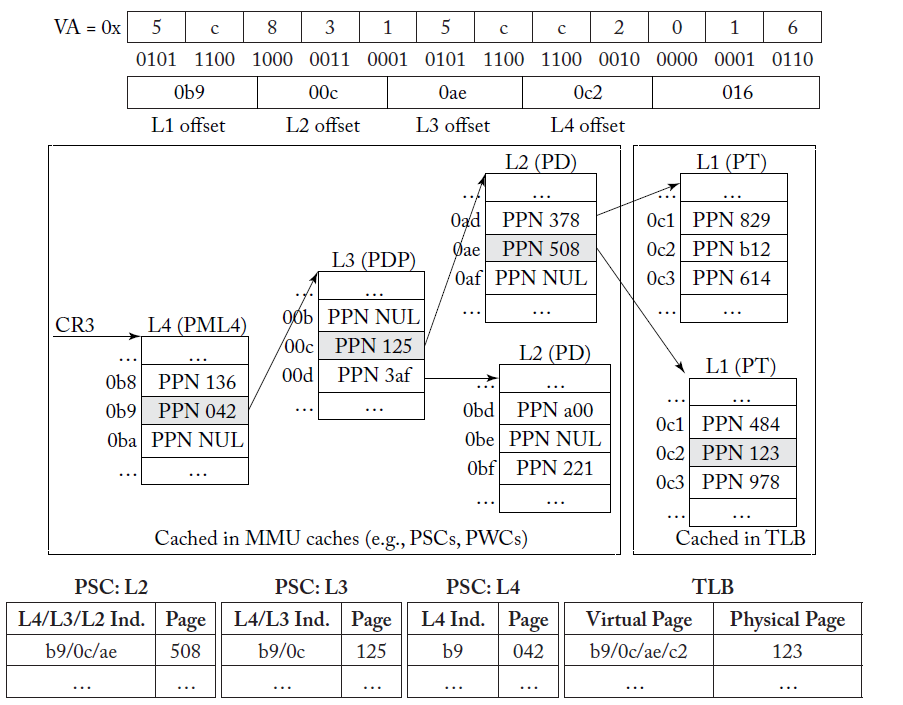 VA = 0x 5 c 8 3 1 5 c c 2 0 1 6
0101 1100 1000 0011 0001 0101 1100 1100 0010 0000 0001 0110
0b9 00c 0ae 0c2 016
L1 offset L2 offset L3 offset L4 offset
CR3
L4 (PML4)
... ...
0b8 PPN 136
0b9 PPN 042
0ba PPN NUL
... ...
L3 (PDP)
... ...
00b PPN NUL
00c PPN 125
00d PPN 3af
... ...
L2 (PD)
... ...
0ad PPN 378
0ae PPN 508
0af PPN NUL
... ...
L2 (PD)
... ...
0bd PPN a00
0be PPN NUL
0bf PPN 221
... ...
Cached in MMU caches (e.g., PSCs, PWCs)
L1 (PT)
... ...
0c1 PPN 829
0c2 PPN b12
0c3 PPN 614
... ...
L1 (PT)
... ...
0c1 PPN 484
0c2 PPN 123
0c3 PPN 978
... ...
Cached in TLB
PSC: L2
L4/L3/L2 Ind. Page
b9/0c/ae 508
... ...
PSC: L3
L4/L3 Ind. Page
b9/0c 125
... ...
PSC: L4
L4 Ind. Page
b9 042
... ...
TLB
Virtual Page Physical Page
b9/0c/ae/c2 123
... ...